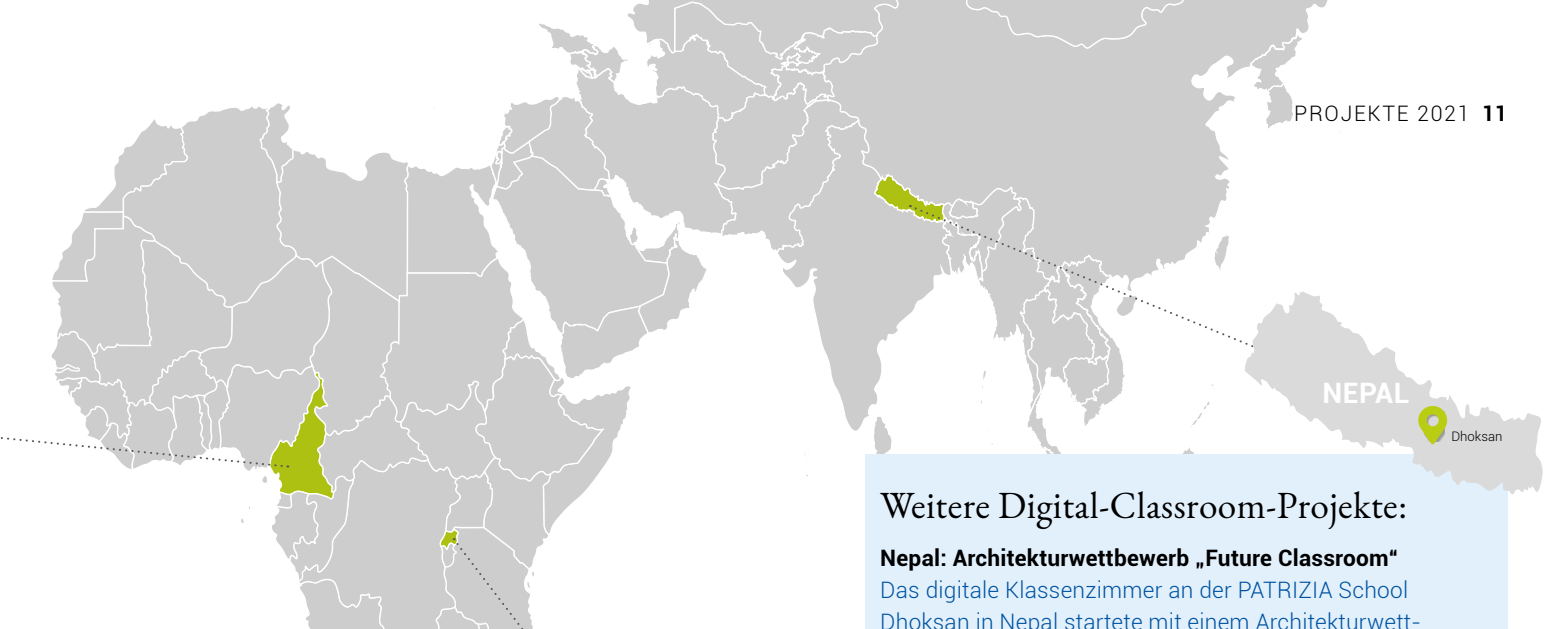 PROJEKTE 2021 11
NEPAL
Dhoksan
Weitere Digital-Classroom-Projekte:
Nepal: Architekturwettbewerb „Future Classroom“
Das digitale Klassenzimmer an der PATRIZIA School
Dhoksan in Nepal startete mit einem Architekturwett-